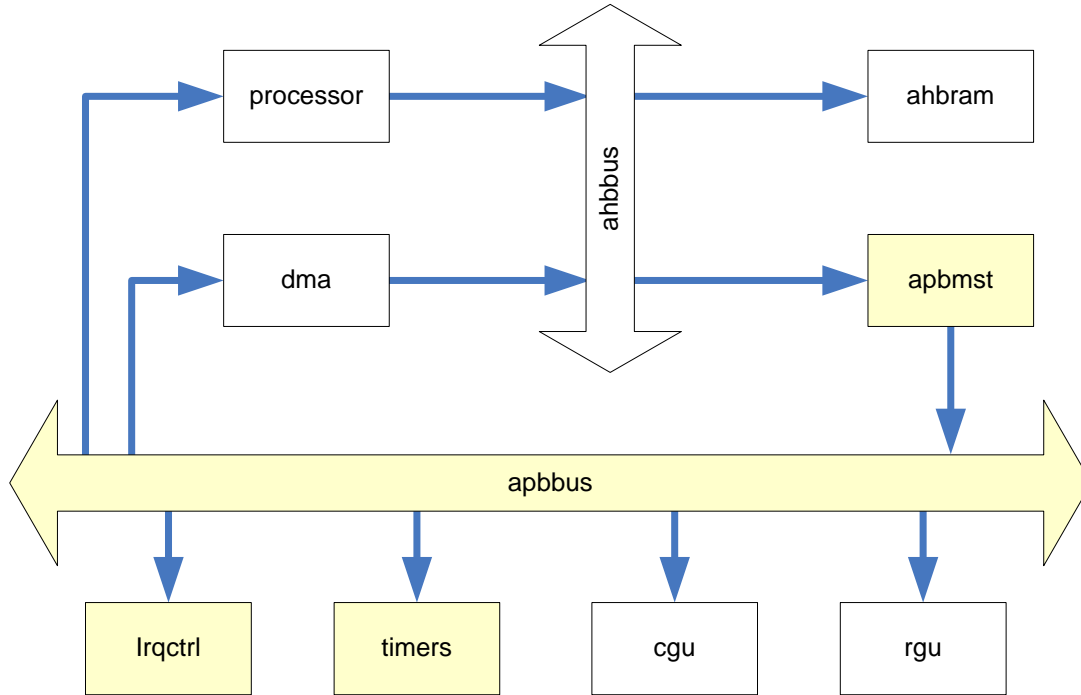 processor
ahbram
ahbbus
dma
apbmst
apbbus
Irqctrl
timers
cgu
rgu